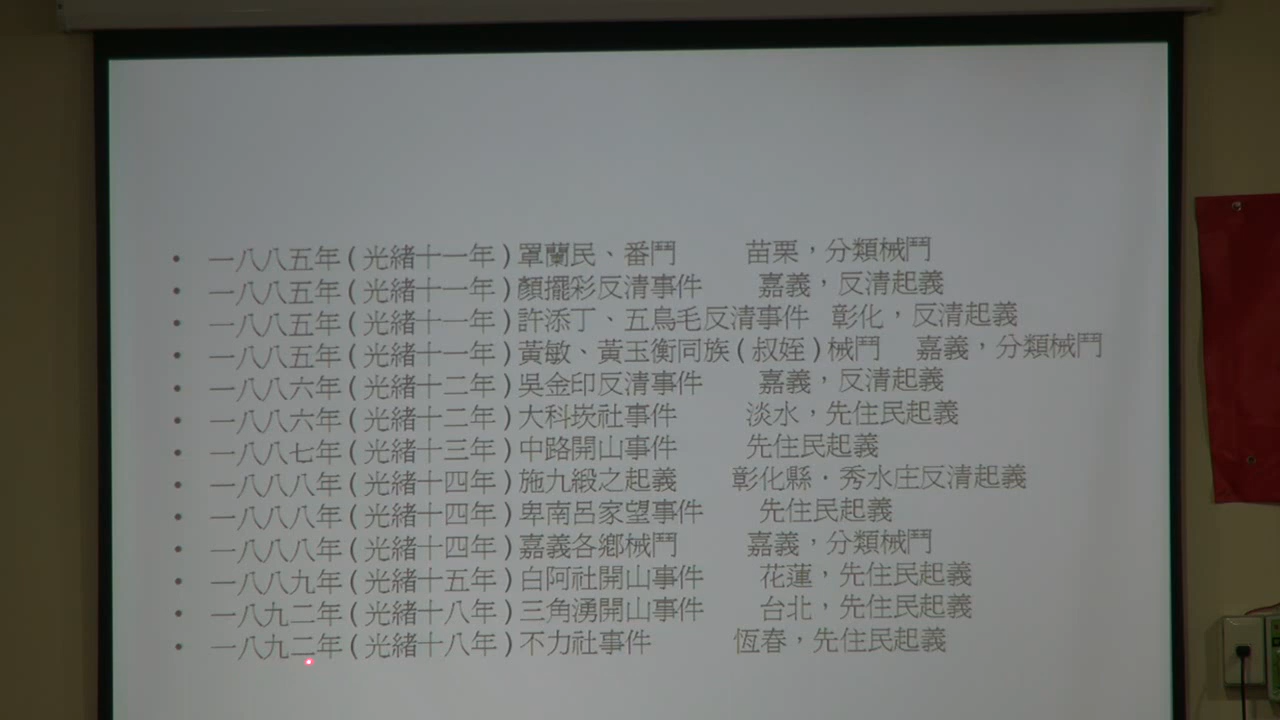 • 一八八五年(光緒十一年)罩蘭民、番鬥 苗栗，分類械鬥
• 一八八五年(光緒十一年)顏擺彩反清事件 嘉義，反清起義
• 一八八五年(光緒十一年)許添丁、五鳥毛反清事件 彰化，反清起義
• 一八八五年(光緒十一年)黃敏、黃玉衡同族(叔姪)械鬥 嘉義，分類械鬥
• 一八八六年(光緒十二年)吳金印反清事件 嘉義，反清起義
• 一八八六年(光緒十二年)大科崁社事件 淡水，先住民起義
• 一八八七年(光緒十三年)中路開山事件 先住民起義
• 一八八八年(光緒十四年)施九緞之起義 彰化縣．秀水庄反清起義
• 一八八八年(光緒十四年)卑南呂家望事件 先住民起義
• 一八八八年(光緒十四年)嘉義各鄉械鬥 嘉義，分類械鬥
• 一八八九年(光緒十五年)白阿社開山事件 花蓮，先住民起義
• 一八九二年(光緒十八年)三角湧開山事件 台北，先住民起義
• 一八九二年(光緒十八年)不力社事件 恆春，先住民起義